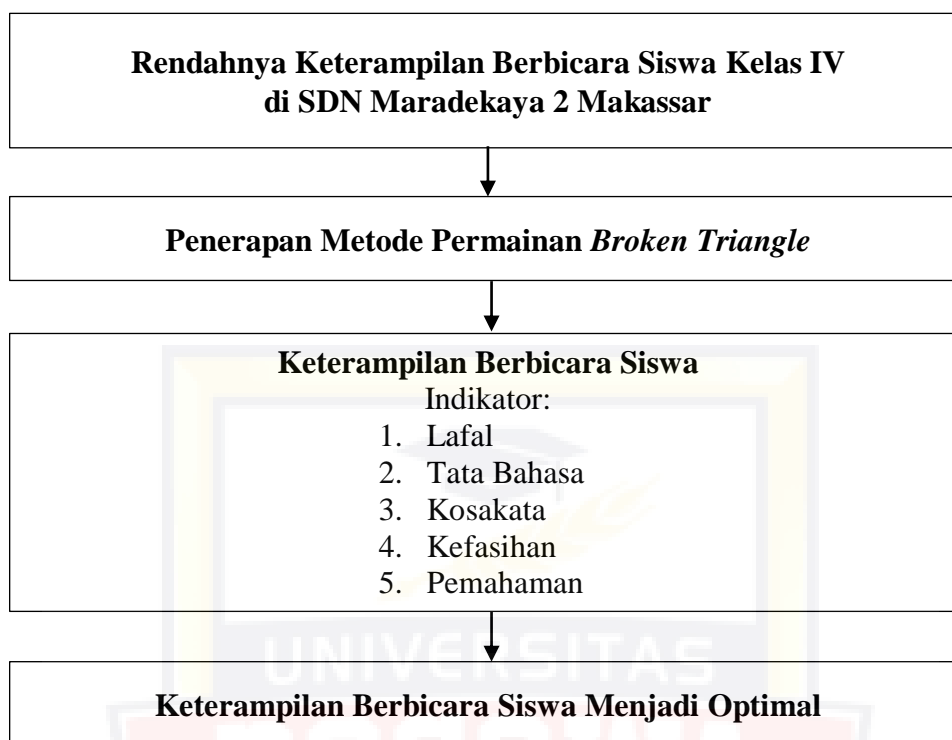 Rendahnya Keterampilan Berbicara Siswa Kelas IV
di SDN Maradekaya 2 Makassar
Penerapan Metode Permainan Broken Triangle
Keterampilan Berbicara Siswa
Indikator:
1. Lafal
2. Tata Bahasa
3. Kosakata
4. Kefasihan
5. Pemahaman
UNIVERSITAS
Keterampilan Berbicara Siswa Menjadi Optimal